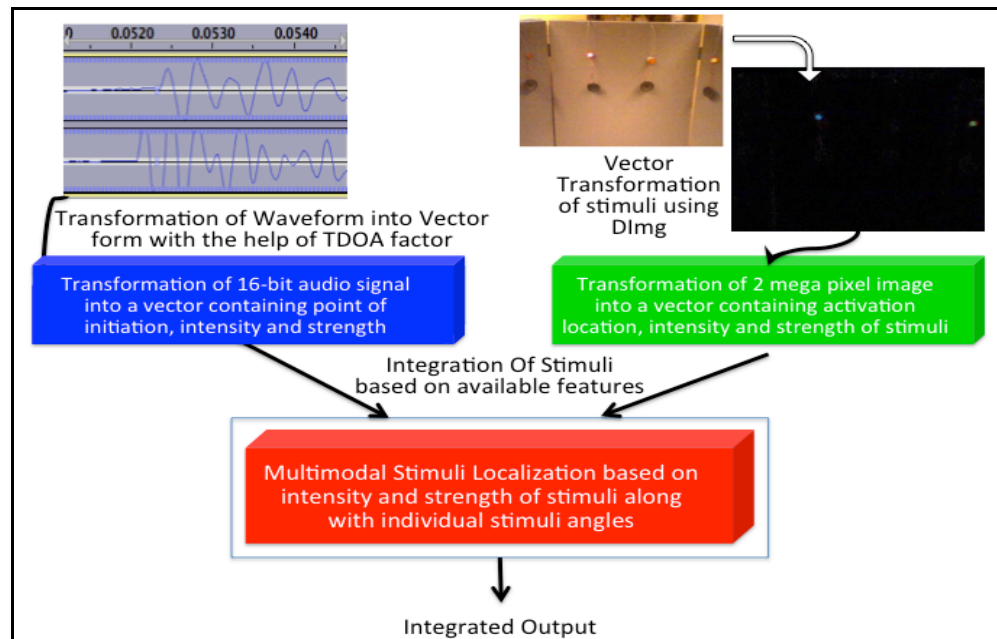 0.0520 0.0530 0.0540
Transformation of Waveform into Vector
form with the help of TDOA factor
Transformation of 16-bit audio signal
into a vector containing point of
initiation, intensity and strength
Vector
Transformation
of stimuli using
DImg
Transformation of 2 mega pixel image
into a vector containing activation
location, intensity and strength of stimuli
Integration Of Stimuli
based on available features
Multimodal Stimuli Localization based on
intensity and strength of stimuli along
with individual stimuli angles
Integrated Output